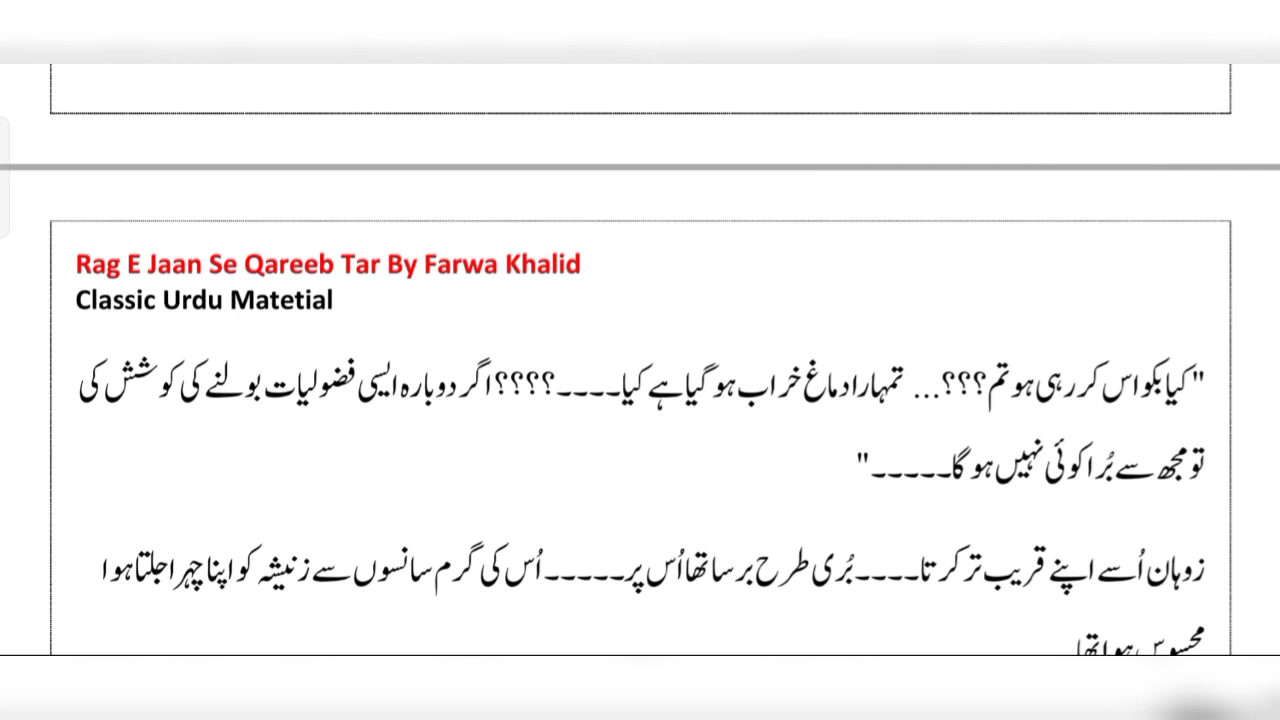 Rag E Jaan Se Qareeb Tar By Farwa Khalid
Classic Urdu Matetial
"کیا بکواس کر رہی ہو تم؟؟؟... تمہارا دماغ خراب ہو گیا ہے کیا۔۔۔۔؟؟؟؟ اگر دوبارہ ایسی فضولیات بولنے کی کوشش کی
تو مجھ سے بُرا کوئی نہیں ہو گا۔۔۔۔۔"
زوہان اُسے اپنے قریب تر کرتا۔۔۔۔بُری طرح برسا تھا اُس پر۔۔۔۔۔اُس کی گرم سانسوں سے زنیشہ کو اپنا چہرا جلتا ہوا
محسوس ہوا تھا